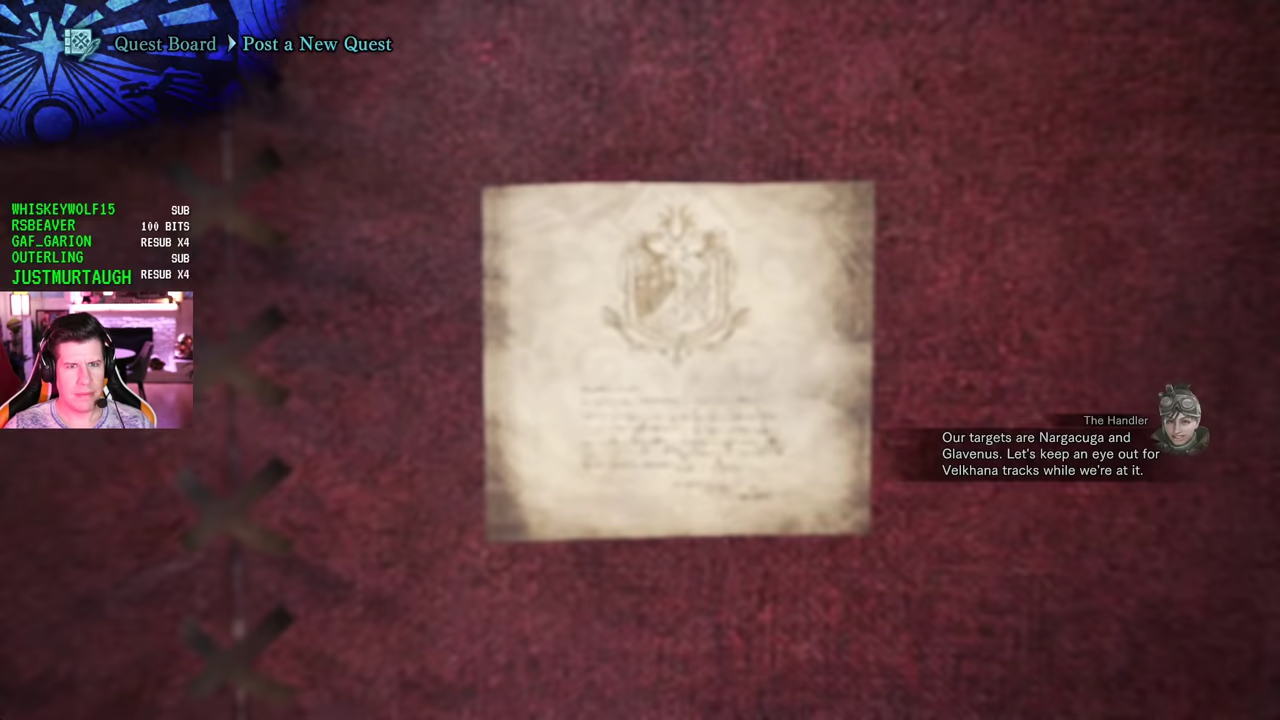 Quest Board Post a New Quest
WHISKEYWOLF15 SUB
RSBEAVER 100 BITS
GAF_GARION RESUB X4
OUTERLING SUB
JUSTMURTAUGH RESUB X4
The Handler
Our targets are Nargacuga and
Glavenus. Let's keep an eye out for
Velkhana tracks while we're at it.